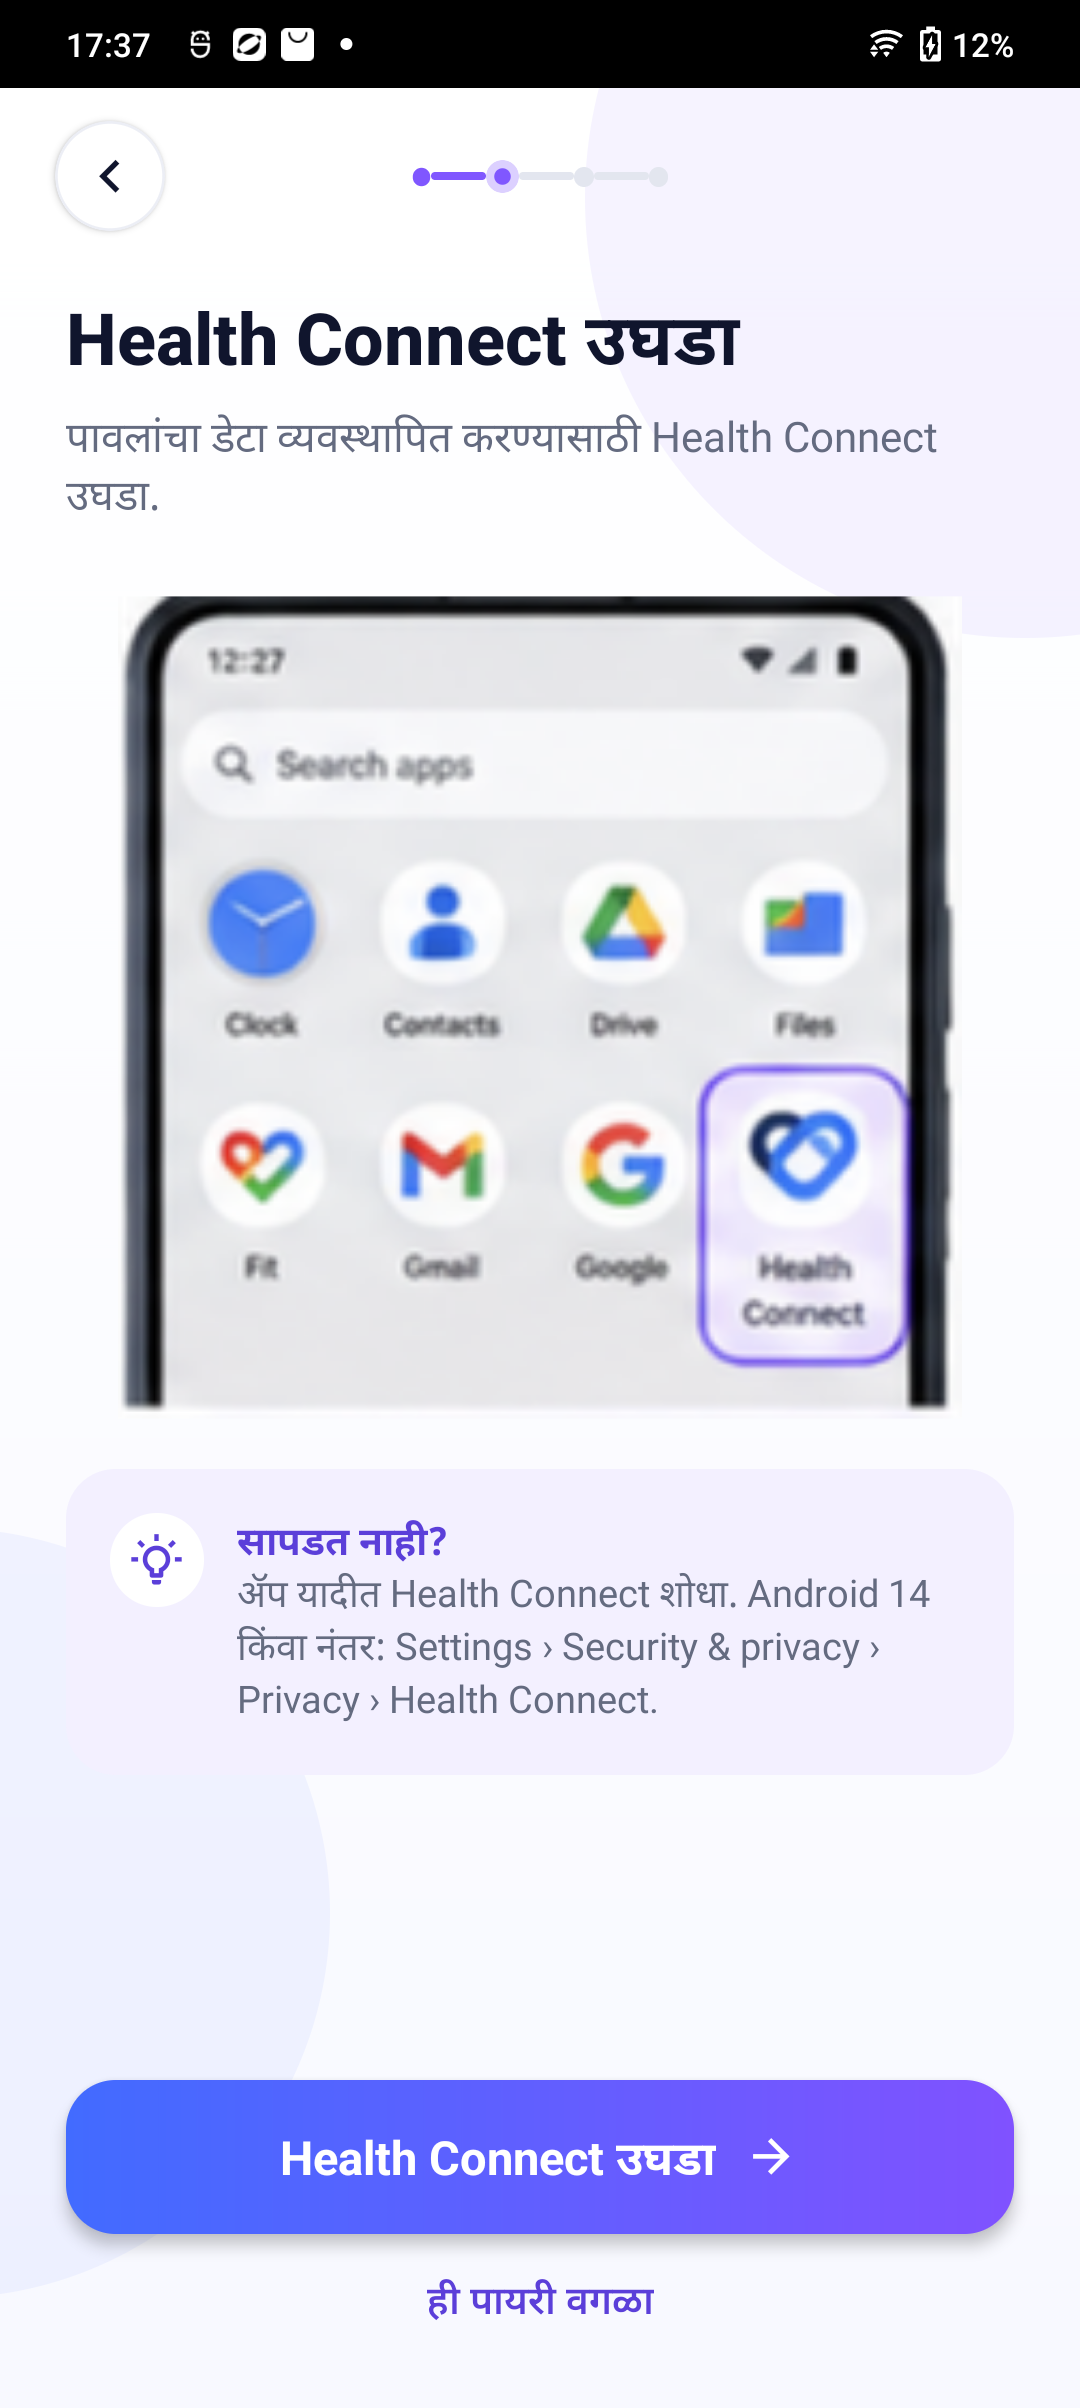 17:37
12%
Health Connect उघडा
पावलांचा डेटा व्यवस्थापित करण्यासाठी Health Connect
उघडा.
12:27
Search apps
Clock Contacts Drive Files
Fit Gmail Google Health
Connect
सापडत नाही?
ॲप यादीत Health Connect शोधा. Android 14
किंवा नंतर: Settings › Security & privacy ›
Privacy › Health Connect.
Health Connect उघडा →
ही पायरी वगळा